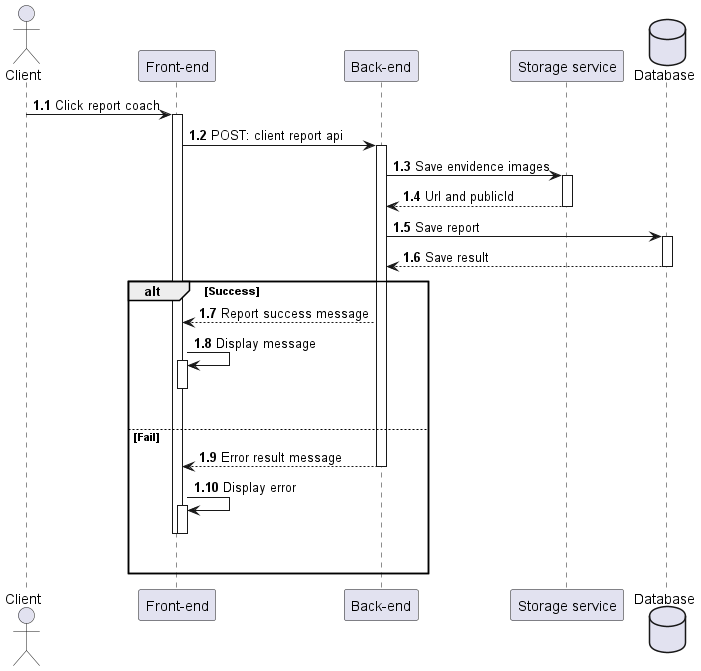 Client
Front-end
Back-end
Storage service
Database
1.1 Click report coach
1.2 POST: client report api
1.3 Save envidence images
1.4 Url and publicId
1.5 Save report
1.6 Save result
alt
[Success]
1.7 Report success message
1.8 Display message
[Fail]
1.9 Error result message
1.10 Display error
Client
Front-end
Back-end
Storage service
Database